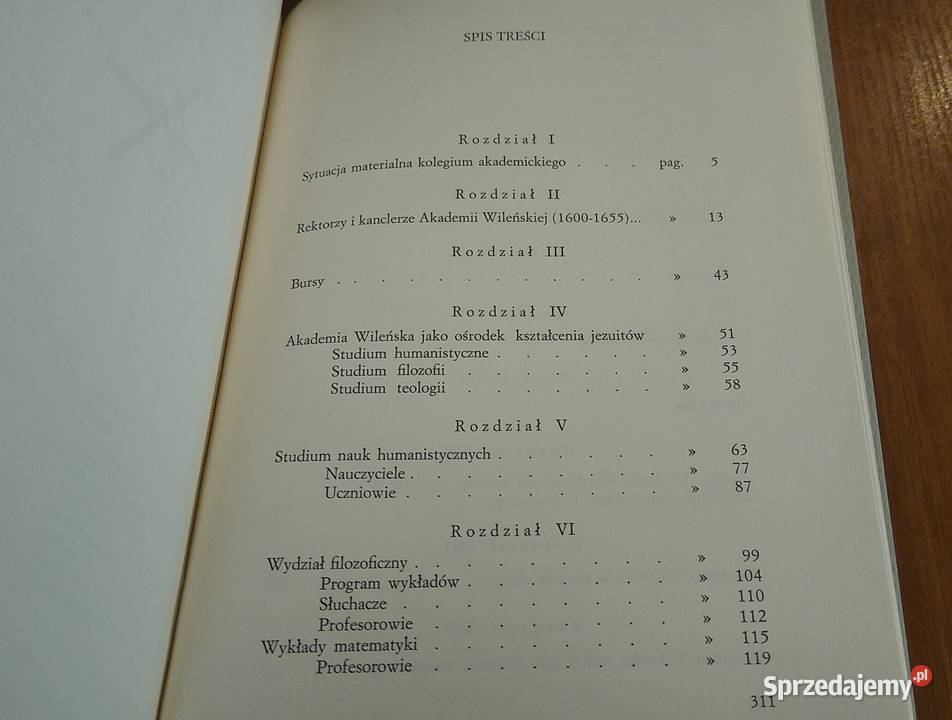 SPIS TREŚCI
Rozdział I
Sytuacja materialna kolegium akademickiego . . . pag. 5
Rozdział II
Rektorzy i kanclerze Akademii Wileńskiej (1600-1655)... » 13
Rozdział III
Bursy . . . . . . . . . . . . . » 43
Rozdział IV
Akademia Wileńska jako ośrodek kształcenia jezuitów » 51
Studium humanistyczne . . . . . . » 53
Studium filozofii . . . . . . . » 55
Studium teologii . . . . . . . » 58
Rozdział V
Studium nauk humanistycznych . . . . . . » 63
Nauczyciele . . . . . . . . . » 77
Uczniowie . . . . . . . . . » 87
Rozdział VI
Wydział filozoficzny . . . . . . . . » 99
Program wykładów . . . . . . . » 104
Słuchacze . . . . . . . . . » 110
Profesorowie . . . . . . . . » 112
Wykłady matematyki . . . . . . . . » 115
Profesorowie . . . . . . . . » 119
311
Sprzedajemy.pl